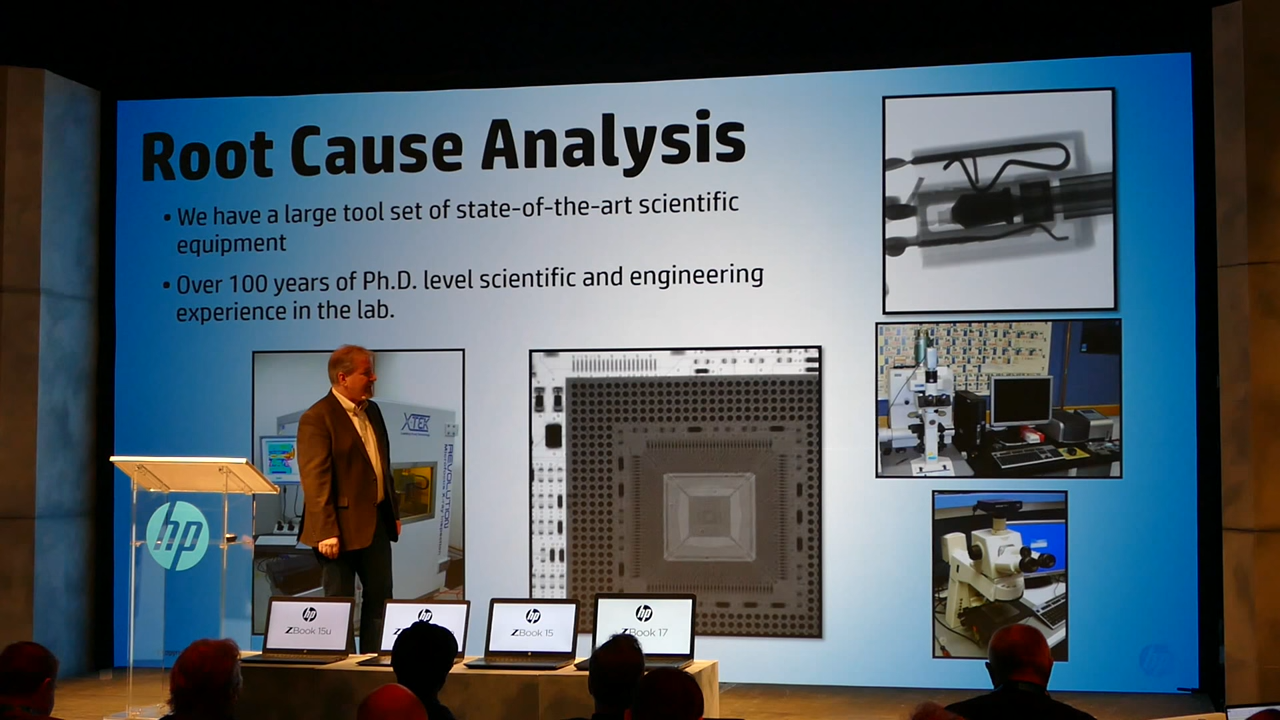 Root Cause Analysis
• We have a large tool set of state-of-the-art scientific
equipment
• Over 100 years of Ph.D. level scientific and engineering
experience in the lab.
XTEK
REVOLUTION
hp
hp
ZBook 15u
hp
hp
ZBook 15
hp
ZBook 17
hp